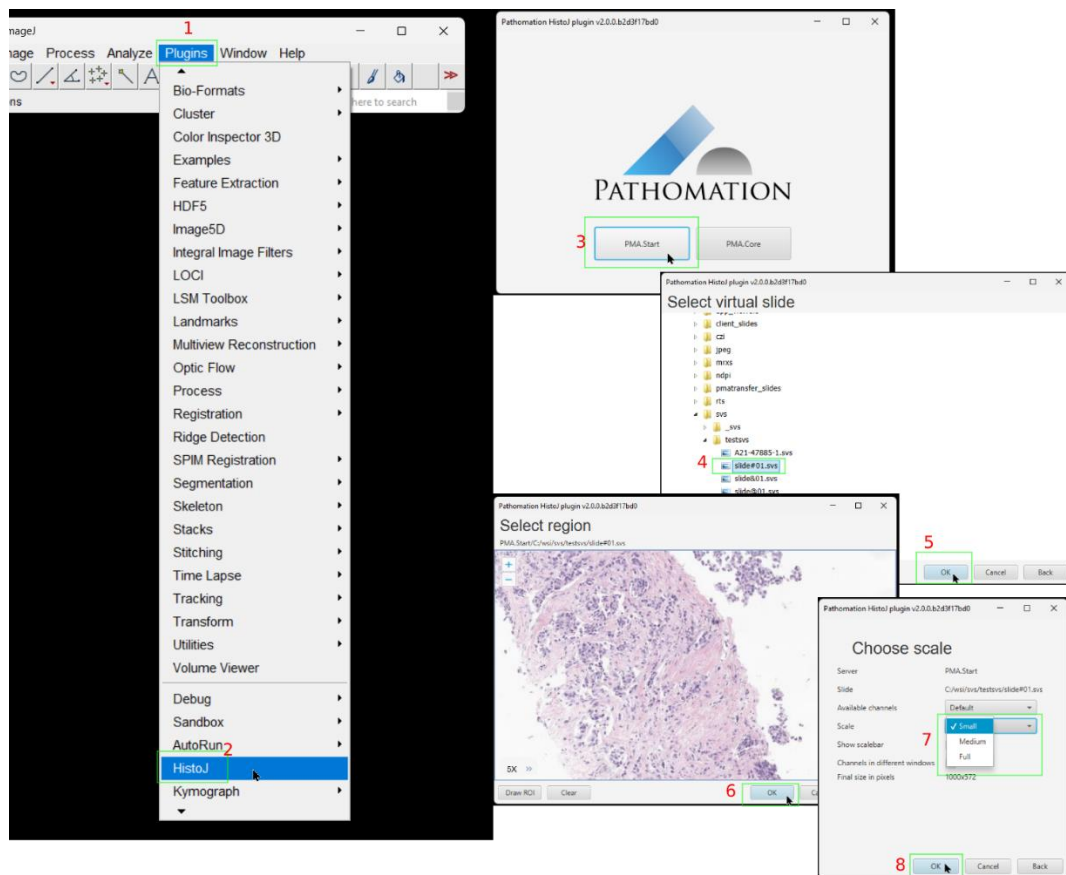 1
nageJ
nage Process Analyze Plugins Window Help
A
ns
here to search
Bio-Formats
Cluster
Color Inspector 3D
Examples
Feature Extraction
HDF5
Image5D
Integral Image Filters
LOCI
LSM Toolbox
Landmarks
Multiview Reconstruction
Optic Flow
Process
Registration
Ridge Detection
SPIM Registration
Segmentation
Skeleton
Stacks
Stitching
Time Lapse
Tracking
Transform
Utilities
Volume Viewer
Debug
Sandbox
AutoRun
2
HistoJ
Kymograph
Pathomation HistoJ plugin v2.0.0.b2d3f17bd0
PATHOMATION
3
PMA.Start
PMA.Core
Pathomation HistoJ plugin v2.0.0.b2d3f17bd0
Select virtual slide
client_slides
czi
jpeg
mrxs
ndpi
pmatransfer_slides
rts
svs
_svs
testsvs
A21-47885-1.svs
4
slide#01.svs
slide&01.svs
slide@01.svs
5
OK Cancel Back
Pathomation HistoJ plugin v2.0.0.b2d3f17bd0
Select region
PMA.Start/C:/wsi/svs/testsvs/slide#01.svs
+
−
5X »
Draw ROI Clear
6
OK
Pathomation HistoJ plugin v2.0.0.b2d3f17bd0
Choose scale
Server PMA.Start
Slide C:/wsi/svs/testsvs/slide#01.svs
Available channels Default
Scale ✓ Small
7
Medium
Show scalebar
Full
Channels in different windows
Final size in pixels 1000x572
8
OK Cancel Back